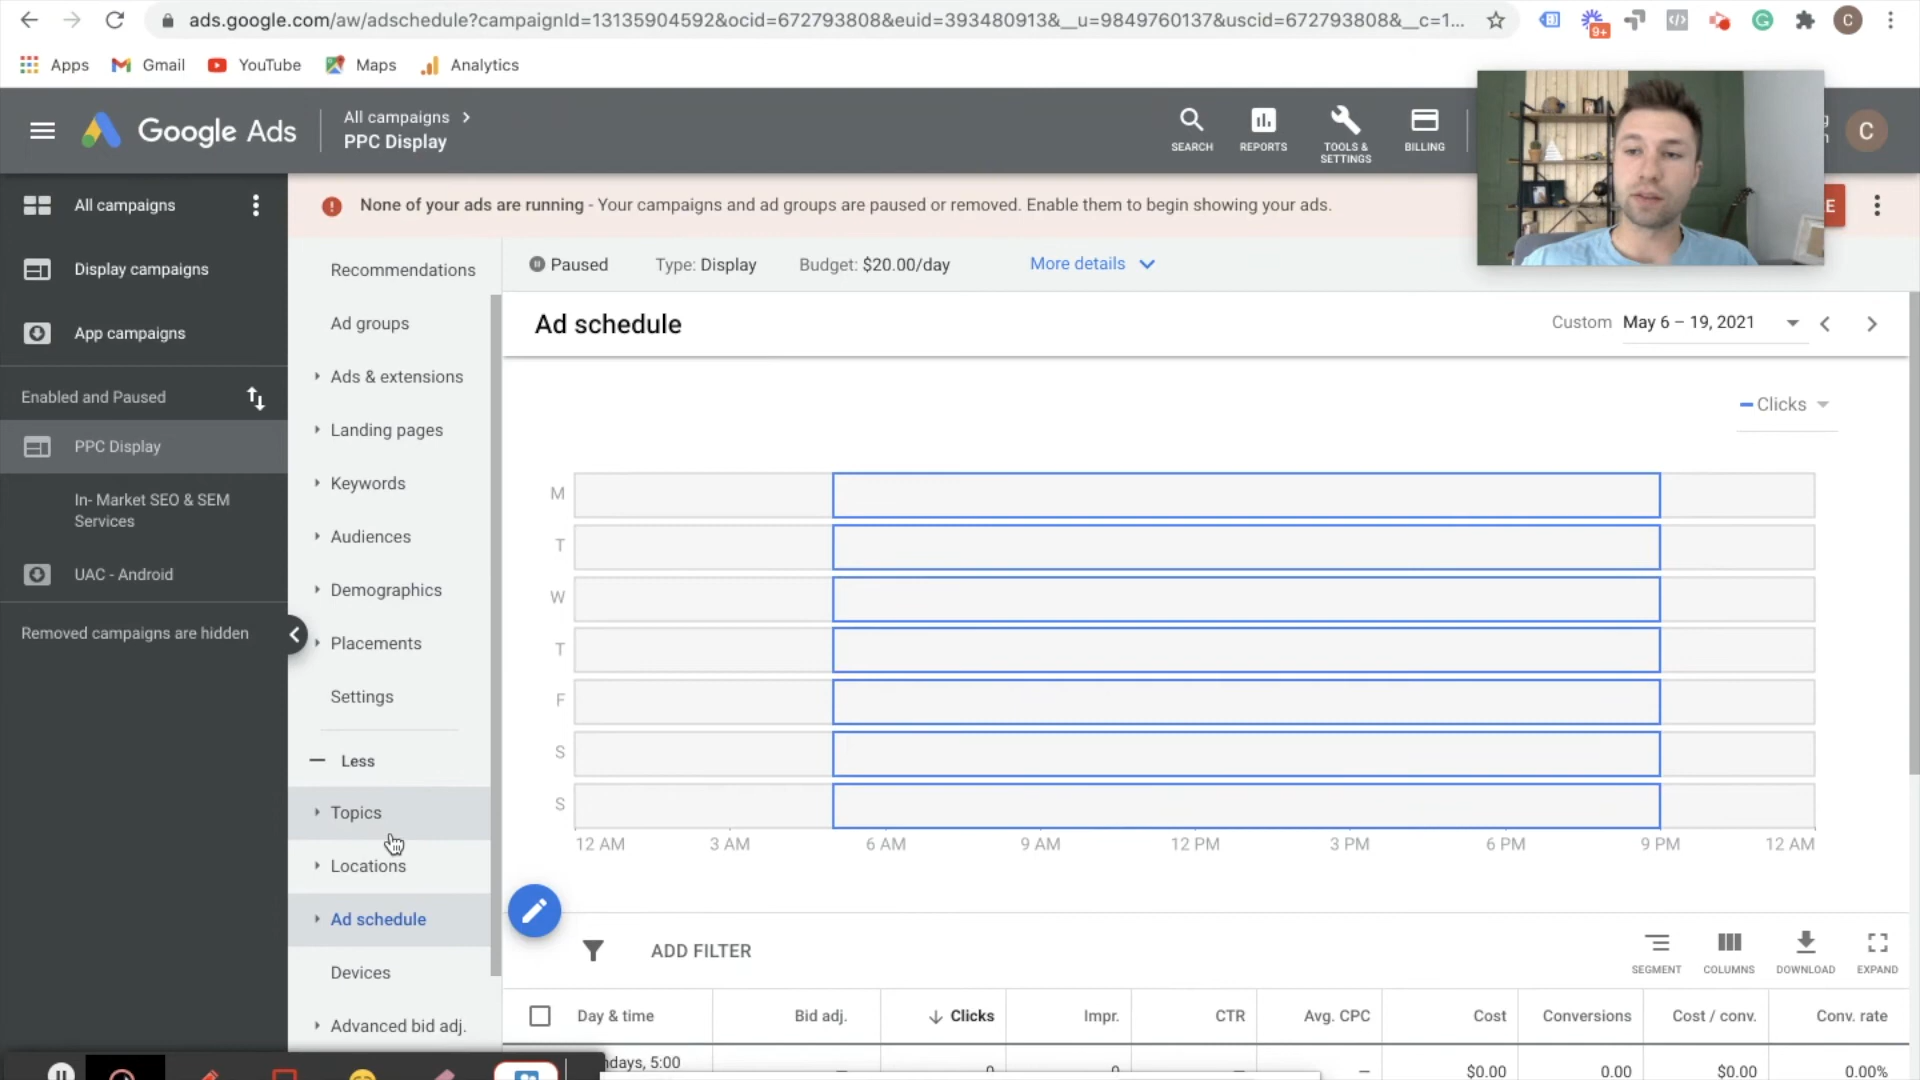 ads.google.com/aw/adschedule?campaignId=13135904592&ocid=672793808&euid=393480913&__u=9849760137&uscid=672793808&__c=1...
9+
C
Apps
Gmail
YouTube
Maps
Analytics
Google Ads
All campaigns
PPC Display
SEARCH
REPORTS
TOOLS &
SETTINGS
BILLING
C
All campaigns
Display campaigns
App campaigns
Enabled and Paused
PPC Display
In- Market SEO & SEM
Services
UAC - Android
Removed campaigns are hidden
None of your ads are running - Your campaigns and ad groups are paused or removed. Enable them to begin showing your ads.
E
Recommendations
Ad groups
Ads & extensions
Landing pages
Keywords
Audiences
Demographics
Placements
Settings
Less
Topics
Locations
Ad schedule
Devices
Advanced bid adj.
Paused
Type: Display
Budget: $20.00/day
More details
Ad schedule
Custom May 6 – 19, 2021
Clicks
M
T
W
T
F
S
S
12 AM 3 AM 6 AM 9 AM 12 PM 3 PM 6 PM 9 PM 12 AM
ADD FILTER
SEGMENT
COLUMNS
DOWNLOAD
EXPAND
Day & time Bid adj. Clicks Impr. CTR Avg. CPC Cost Conversions Cost / conv. Conv. rate
ndays, 5:00 – 0 0 – – $0.00 0.00 $0.00 0.00%